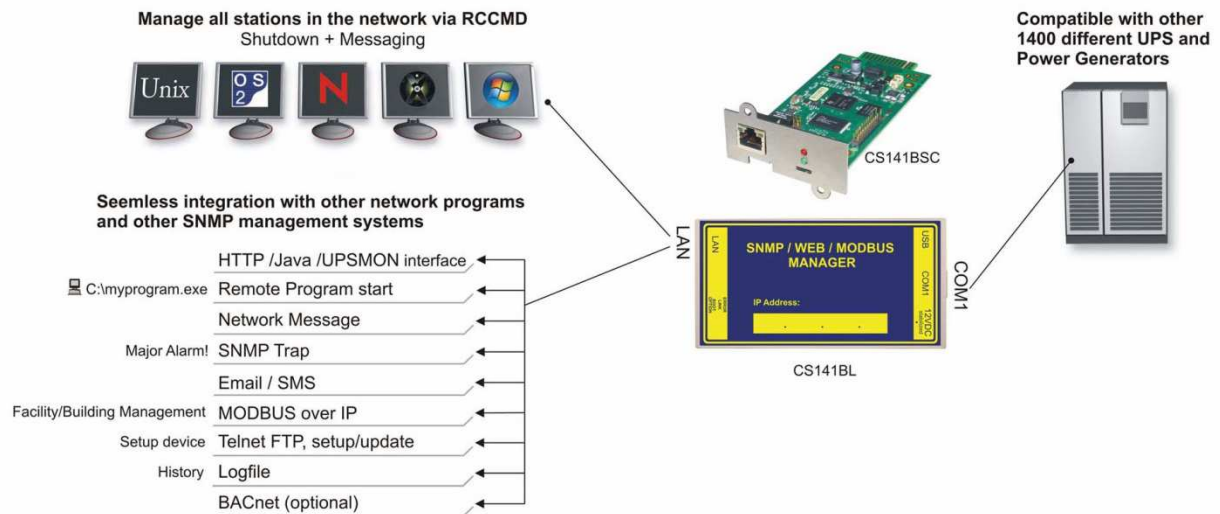 Manage all stations in the network via RCCMD
Shutdown + Messaging
Unix
OS
2
N
Seemless integration with other network programs
and other SNMP management systems
HTTP /Java /UPSMON interface
C:\myprogram.exe Remote Program start
Network Message
Major Alarm! SNMP Trap
Email / SMS
Facility/Building Management MODBUS over IP
Setup device Telnet FTP, setup/update
History Logfile
BACnet (optional)
CS141BSC
LAN
LAN
SNMP / WEB / MODBUS
MANAGER
IP Address:
. . .
USB
COM1
12VDC
COM1
CS141BL
Compatible with other
1400 different UPS and
Power Generators